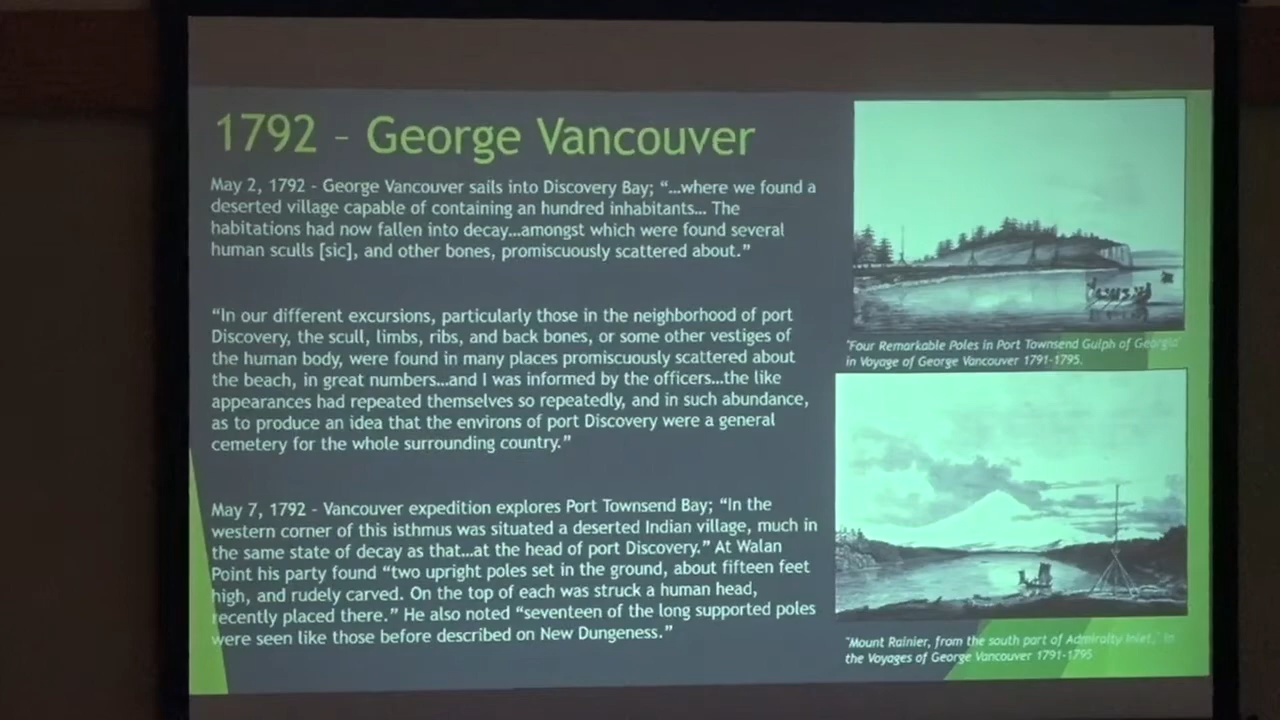 1792 – George Vancouver
May 2, 1792 - George Vancouver sails into Discovery Bay; “...where we found a
deserted village capable of containing an hundred inhabitants... The
habitations had now fallen into decay...amongst which were found several
human sculls [sic], and other bones, promiscuously scattered about.”
“In our different excursions, particularly those in the neighborhood of port
Discovery, the scull, limbs, ribs, and back bones, or some other vestiges of
the human body, were found in many places promiscuously scattered about
the beach, in great numbers...and I was informed by the officers...the like
appearances had repeated themselves so repeatedly, and in such abundance,
as to produce an idea that the environs of port Discovery were a general
cemetery for the whole surrounding country.”
May 7, 1792 - Vancouver expedition explores Port Townsend Bay; “In the
western corner of this isthmus was situated a deserted Indian village, much in
the same state of decay as that...at the head of port Discovery.” At Walan
Point his party found “two upright poles set in the ground, about fifteen feet
high, and rudely carved. On the top of each was struck a human head,
recently placed there.” He also noted “seventeen of the long supported poles
were seen like those before described on New Dungeness.”
"Four Remarkable Poles in Port Townsend Gulph of Georgia"
in Voyage of George Vancouver 1791-1795.
"Mount Rainier, from the south part of Admiralty Inlet," in
the Voyages of George Vancouver 1791-1795